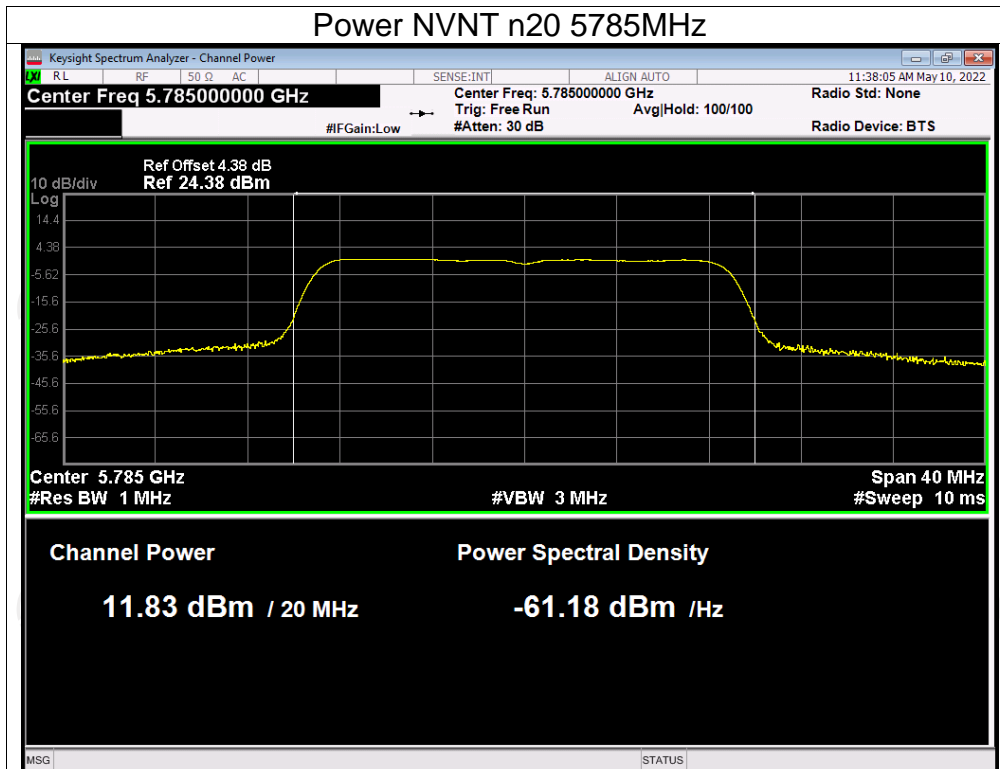 Power NVNT n20 5785MHz
Keysight Spectrum Analyzer - Channel Power
LXI RL RF 50 Ω AC SENSE:INT ALIGN AUTO 11:38:05 AM May 10, 2022
Center Freq 5.785000000 GHz Center Freq: 5.785000000 GHz Radio Std: None
Trig: Free Run Avg|Hold: 100/100
#IFGain:Low #Atten: 30 dB Radio Device: BTS
Ref Offset 4.38 dB
10 dB/div Ref 24.38 dBm
Log
14.4
4.38
-5.62
-15.6
-25.6
-35.6
-45.6
-55.6
-65.6
Center 5.785 GHz Span 40 MHz
#Res BW 1 MHz #VBW 3 MHz #Sweep 10 ms
Channel Power Power Spectral Density
11.83 dBm / 20 MHz -61.18 dBm /Hz
MSG STATUS